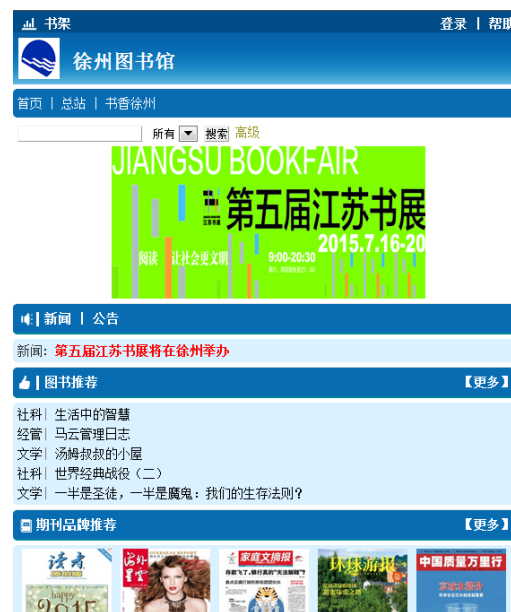 书架 登录 | 帮助
徐州图书馆
首页 | 总站 | 书香徐州
所有 搜索 高级
JIANGSU BOOKFAIR
第五届江苏书展
2015.7.16-20
阅读 让社会更文明 9:00-20:30
新闻 | 公告
新闻: 第五届江苏书展将在徐州举办
图书推荐 【更多】
社科| 生活中的智慧
经管| 马云管理日志
文学| 汤姆叔叔的小屋
社科| 世界经典战役（二）
文学| 一半是圣徒，一半是魔鬼：我们的生存法则?
期刊品牌推荐 【更多】
读者 海外星云 家庭文摘报 环球游报 中国质量万里行
happy
2015